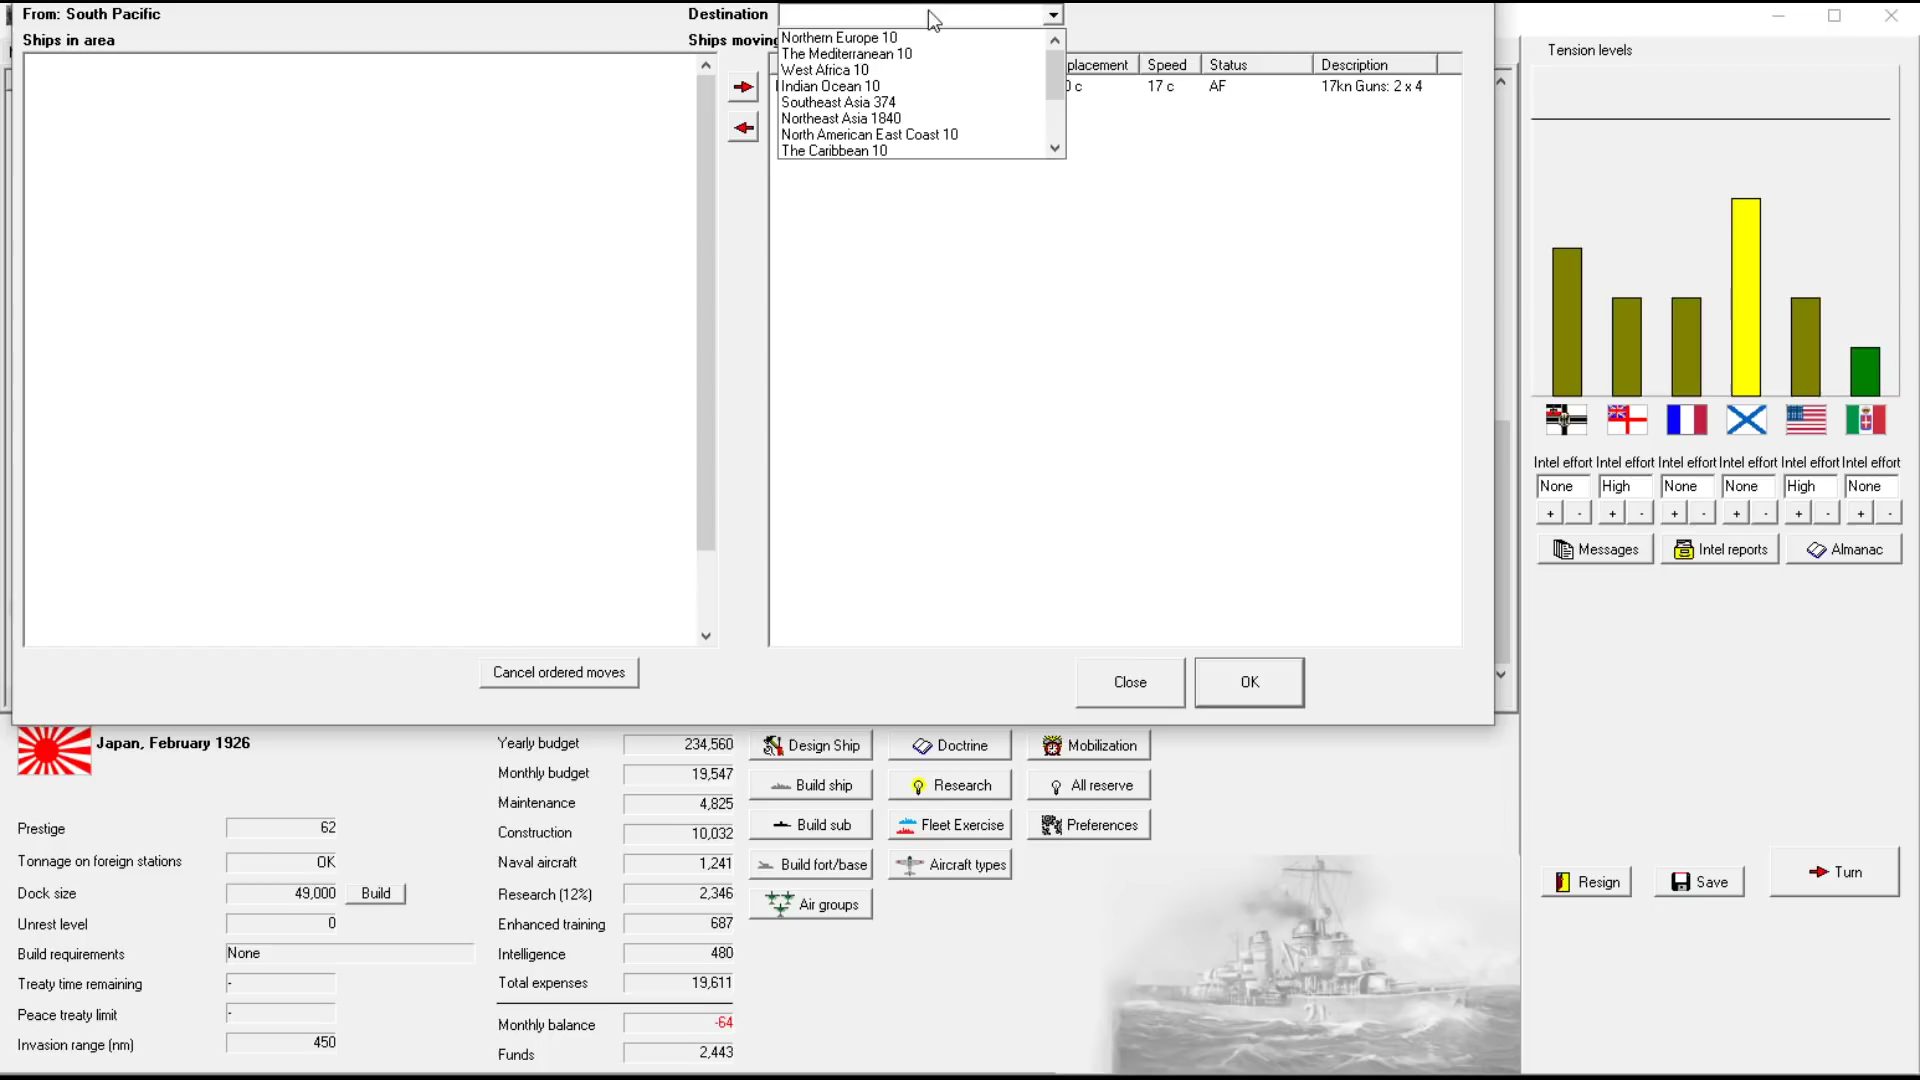 From: South Pacific
Destination
Ships in area
Ships moving
Northern Europe 10
The Mediterranean 10
West Africa 10
Indian Ocean 10
Southeast Asia 374
Northeast Asia 1840
North American East Coast 10
The Caribbean 10
placement Speed Status Description
0 c 17 c AF 17kn Guns: 2 x 4
Cancel ordered moves
Close
OK
Tension levels
Intel effort Intel effort Intel effort Intel effort Intel effort Intel effort
None High None None High None
+ - + - + - + - + - + -
Messages Intel reports Almanac
Japan, February 1926
Prestige 62
Tonnage on foreign stations OK
Dock size 49,000 Build
Unrest level 0
Build requirements None
Treaty time remaining -
Peace treaty limit -
Invasion range (nm) 450
Yearly budget 234,560
Monthly budget 19,547
Maintenance 4,825
Construction 10,032
Naval aircraft 1,241
Research (12%) 2,346
Enhanced training 687
Intelligence 480
Total expenses 19,611
Monthly balance -64
Funds 2,443
Design Ship Doctrine Mobilization
Build ship Research All reserve
Build sub Fleet Exercise Preferences
Build fort/base Aircraft types
Air groups
Resign Save Turn